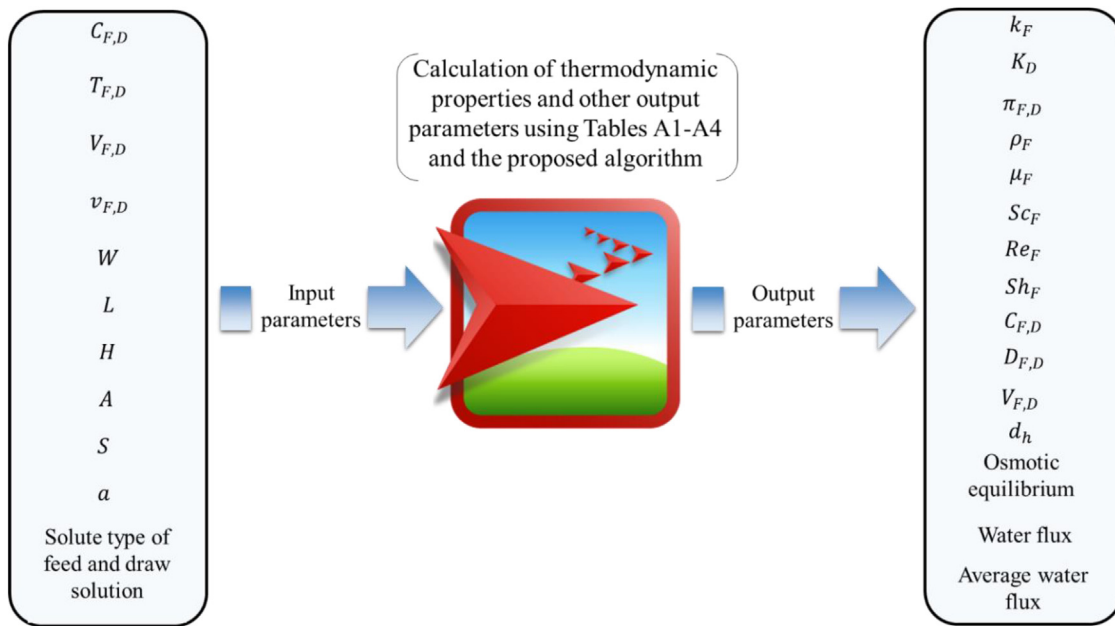 C_{F,D}
T_{F,D}
V_{F,D}
v_{F,D}
W
L
H
A
S
a
Solute type of
feed and draw
solution
Input
parameters
Calculation of thermodynamic
properties and other output
parameters using Tables A1-A4
and the proposed algorithm
Output
parameters
k_F
K_D
π_{F,D}
ρ_F
μ_F
Sc_F
Re_F
Sh_F
C_{F,D}
D_{F,D}
V_{F,D}
d_h
Osmotic
equilibrium
Water flux
Average water
flux